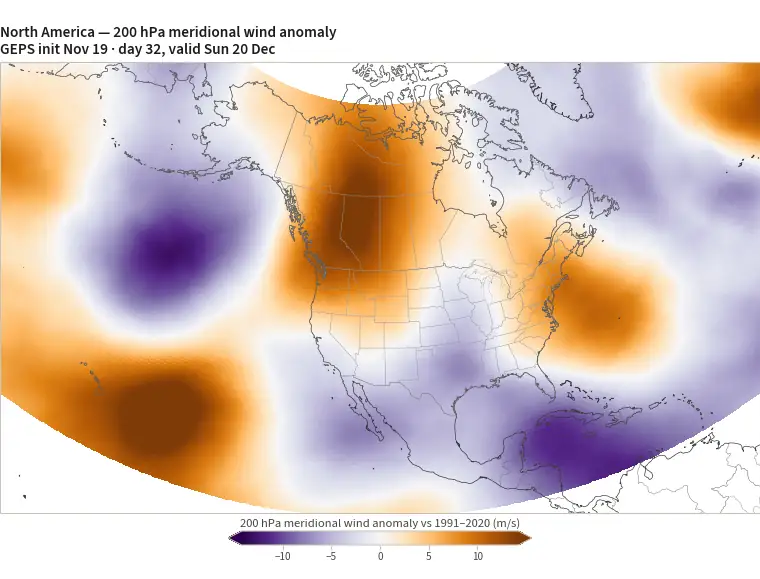 North America — 200 hPa meridional wind anomaly
GEPS init Nov 19 · day 32, valid Sun 20 Dec
200 hPa meridional wind anomaly vs 1991–2020 (m/s)
−10 −5 0 5 10